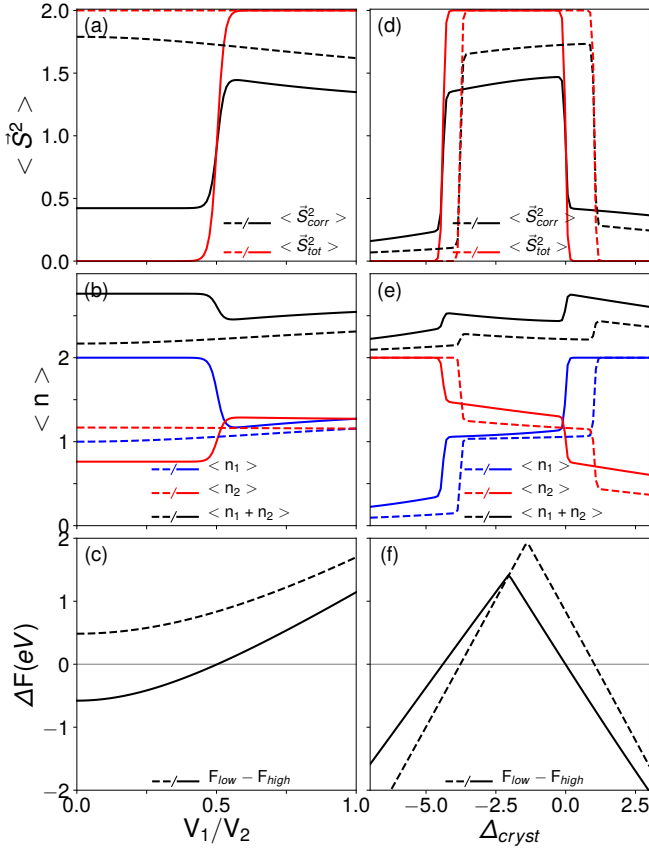 (a)
(d)
2.0
1.5
1.0
0.5
0.0
< S⃗² >
< S⃗²corr >
< S⃗²tot >
< S⃗²corr >
< S⃗²tot >
(b)
(e)
2
1
0
< n >
< n₁ >
< n₂ >
< n₁ + n₂ >
< n₁ >
< n₂ >
< n₁ + n₂ >
(c)
(f)
2
1
0
−1
−2
ΔF(eV)
Flow − Fhigh
Flow − Fhigh
0.0
0.5
1.0
−5.0
−2.5
0.0
V₁/V₂
Δcryst